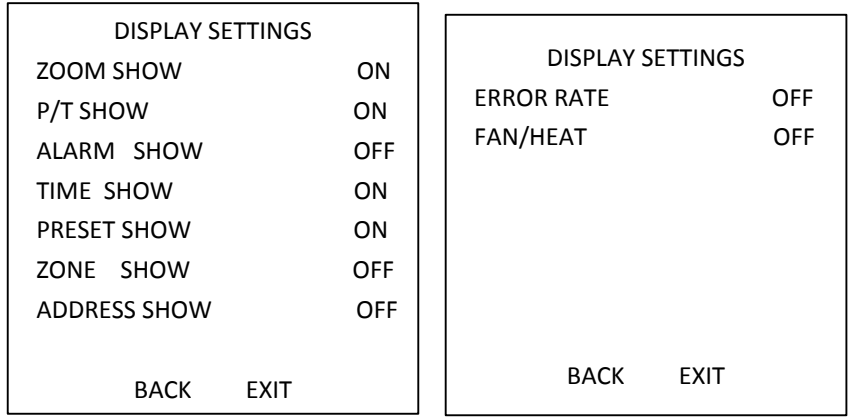 DISPLAY SETTINGS
ZOOM SHOW ON
P/T SHOW ON
ALARM SHOW OFF
TIME SHOW ON
PRESET SHOW ON
ZONE SHOW OFF
ADDRESS SHOW OFF
BACK EXIT
DISPLAY SETTINGS
ERROR RATE OFF
FAN/HEAT OFF
BACK EXIT